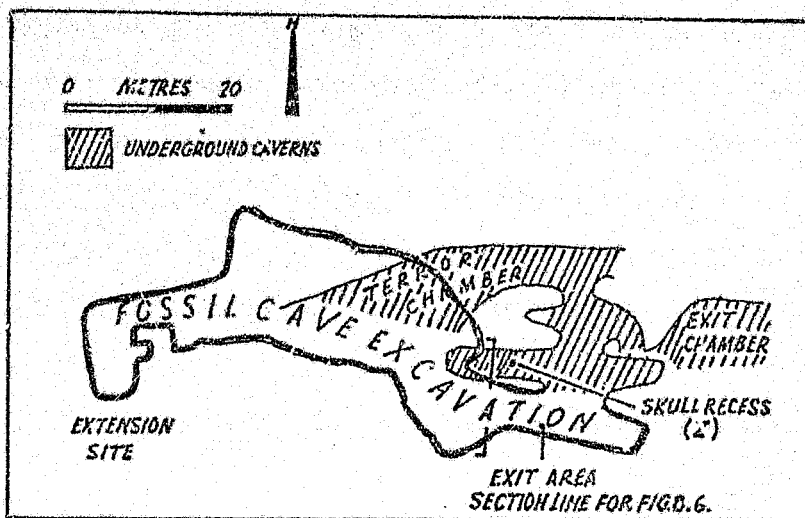 N
0 METRES 20
UNDERGROUND CAVERNS
TERROR
CHAMBER
FOSSIL CAVE EXCAVATION
EXIT
CHAMBER
SKULL RECESS
EXTENSION
SITE
EXIT AREA
SECTION LINE FOR FIG.D.6.